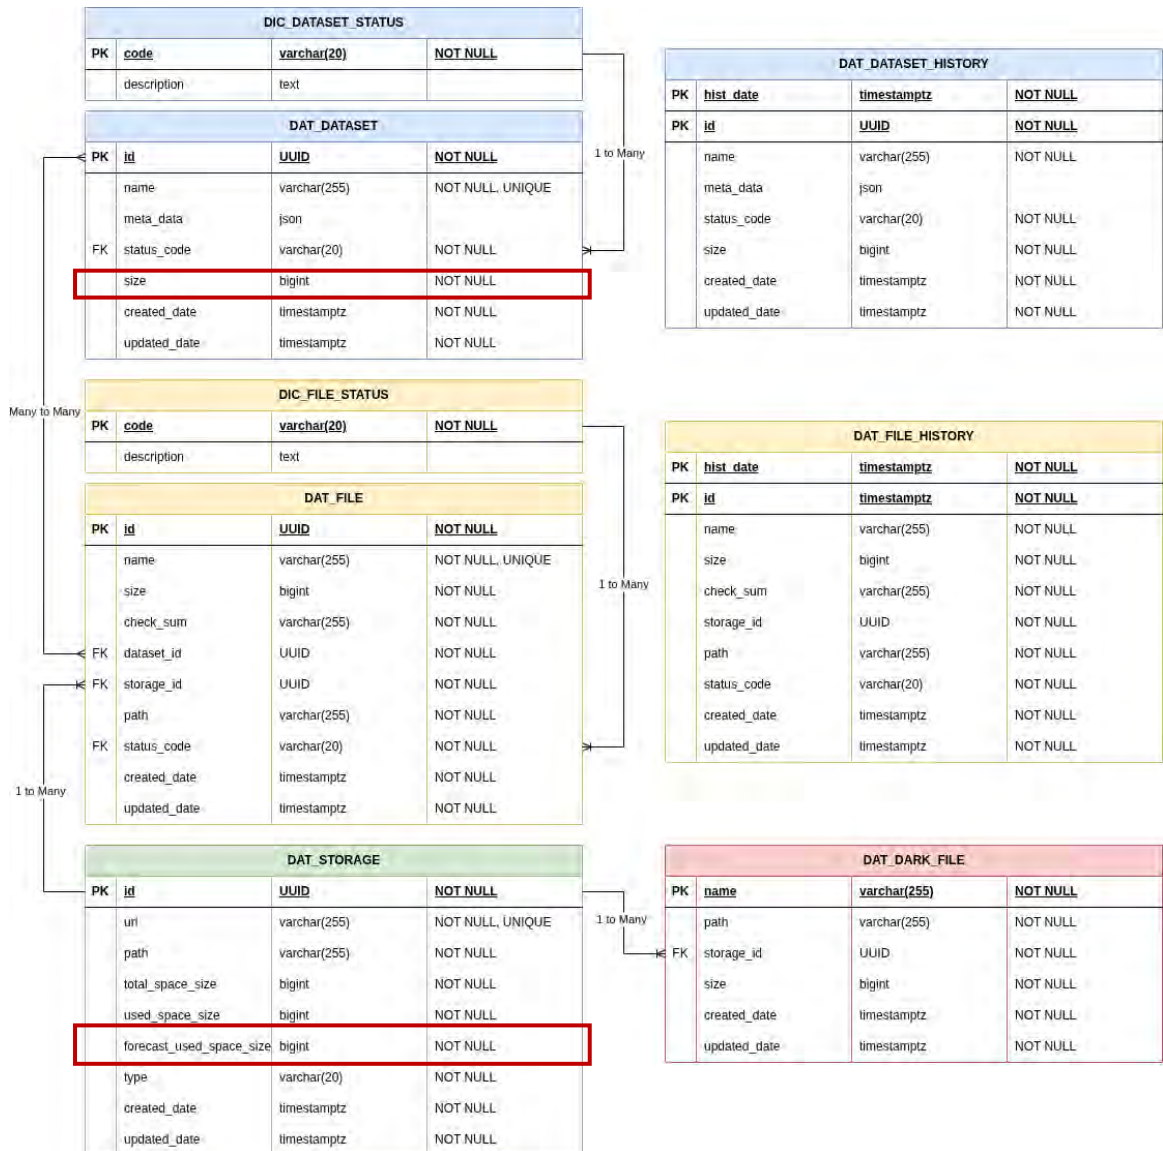 DIC_DATASET_STATUS
PK code varchar(20) NOT NULL
description text
DAT_DATASET
PK id UUID NOT NULL
name varchar(255) NOT NULL, UNIQUE
meta_data json
FK status_code varchar(20) NOT NULL
size bigint NOT NULL
created_date timestamptz NOT NULL
updated_date timestamptz NOT NULL
1 to Many
DAT_DATASET_HISTORY
PK hist_date timestamptz NOT NULL
PK id UUID NOT NULL
name varchar(255) NOT NULL
meta_data json
status_code varchar(20) NOT NULL
size bigint NOT NULL
created_date timestamptz NOT NULL
updated_date timestamptz NOT NULL
Many to Many
DIC_FILE_STATUS
PK code varchar(20) NOT NULL
description text
DAT_FILE
PK id UUID NOT NULL
name varchar(255) NOT NULL, UNIQUE
size bigint NOT NULL
check_sum varchar(255) NOT NULL
FK dataset_id UUID NOT NULL
FK storage_id UUID NOT NULL
path varchar(255) NOT NULL
FK status_code varchar(20) NOT NULL
created_date timestamptz NOT NULL
updated_date timestamptz NOT NULL
1 to Many
DAT_FILE_HISTORY
PK hist_date timestamptz NOT NULL
PK id timestamptz NOT NULL
name varchar(255) NOT NULL
size bigint NOT NULL
check_sum varchar(255) NOT NULL
storage_id UUID NOT NULL
path varchar(255) NOT NULL
status_code varchar(20) NOT NULL
created_date timestamptz NOT NULL
updated_date timestamptz NOT NULL
1 to Many
DAT_STORAGE
PK id UUID NOT NULL
uri varchar(255) NOT NULL, UNIQUE
path varchar(255) NOT NULL
total_space_size bigint NOT NULL
used_space_size bigint NOT NULL
forecast_used_space_size bigint NOT NULL
type varchar(20) NOT NULL
created_date timestamptz NOT NULL
updated_date timestamptz NOT NULL
1 to Many
DAT_DARK_FILE
PK name varchar(255) NOT NULL
path varchar(255) NOT NULL
FK storage_id UUID NOT NULL
size bigint NOT NULL
created_date timestamptz NOT NULL
updated_date timestamptz NOT NULL